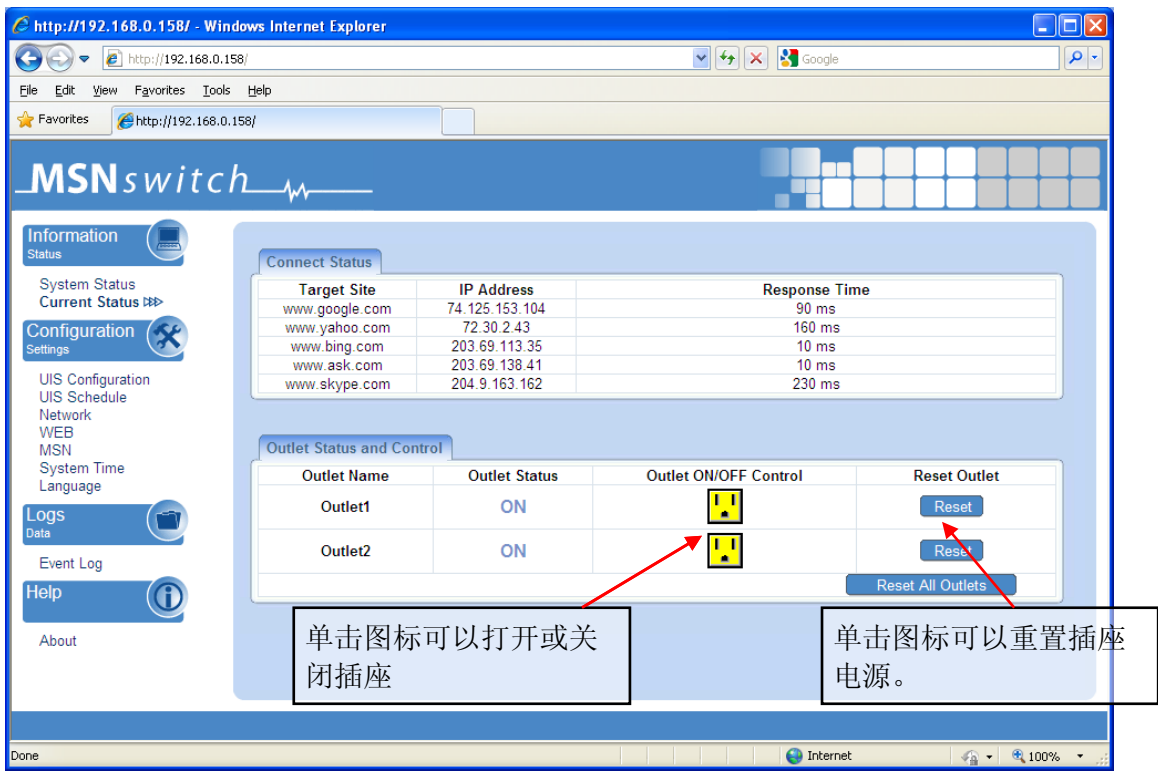 http://192.168.0.158/ - Windows Internet Explorer
http://192.168.0.158/
Google
File Edit View Favorites Tools Help
Favorites
http://192.168.0.158/
MSNswitch
Information
Status
System Status
Current Status
Configuration
Settings
UIS Configuration
UIS Schedule
Network
WEB
MSN
System Time
Language
Logs
Data
Event Log
Help
About
Connect Status
Target Site IP Address Response Time
www.google.com 74.125.153.104 90 ms
www.yahoo.com 72.30.2.43 160 ms
www.bing.com 203.69.113.35 10 ms
www.ask.com 203.69.138.41 10 ms
www.skype.com 204.9.163.162 230 ms
Outlet Status and Control
Outlet Name Outlet Status Outlet ON/OFF Control Reset Outlet
Outlet1 ON Reset
Outlet2 ON Reset
Reset All Outlets
单击图标可以打开或关
闭插座
单击图标可以重置插座
电源。
Done Internet 100%